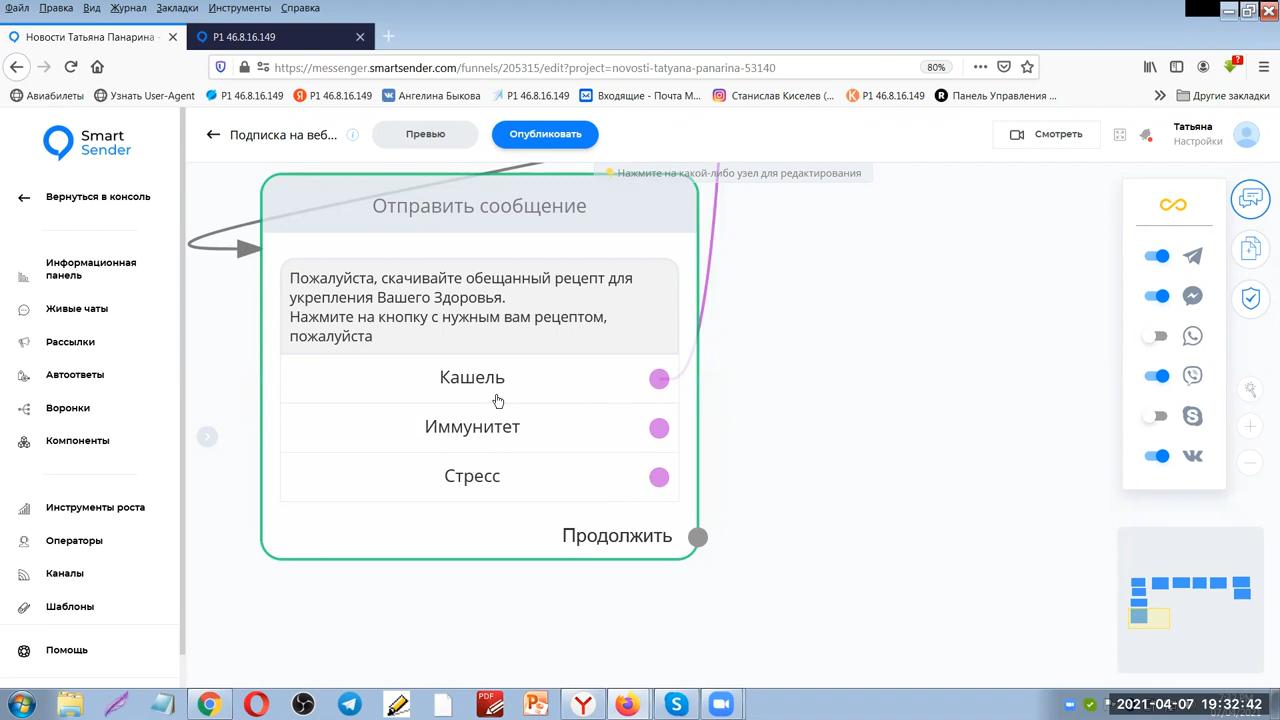 Файл Правка Вид Журнал Закладки Инструменты Справка
Новости Татьяна Панарина -
P1 46.8.16.149
https://messenger.smartsender.com/funnels/205315/edit?project=novosti-tatyana-panarina-53140
80%
Авиабилеты
Узнать User-Agent
P1 46.8.16.149
P1 46.8.16.149
Ангелина Быкова
P1 46.8.16.149
Входящие - Почта M...
Станислав Киселев (...
P1 46.8.16.149
Панель Управления ...
Другие закладки
Smart
Sender
Подписка на веб...
Превью
Опубликовать
Смотреть
Татьяна
Настройки
Нажмите на какой-либо узел для редактирования
Вернуться в консоль
Информационная
панель
Живые чаты
Рассылки
Автоответы
Воронки
Компоненты
Инструменты роста
Операторы
Каналы
Шаблоны
Помощь
Отправить сообщение
Пожалуйста, скачивайте обещанный рецепт для
укрепления Вашего Здоровья.
Нажмите на кнопку с нужным вам рецептом,
пожалуйста
Кашель
Иммунитет
Стресс
Продолжить
PDF
2021-04-07 19:32:42